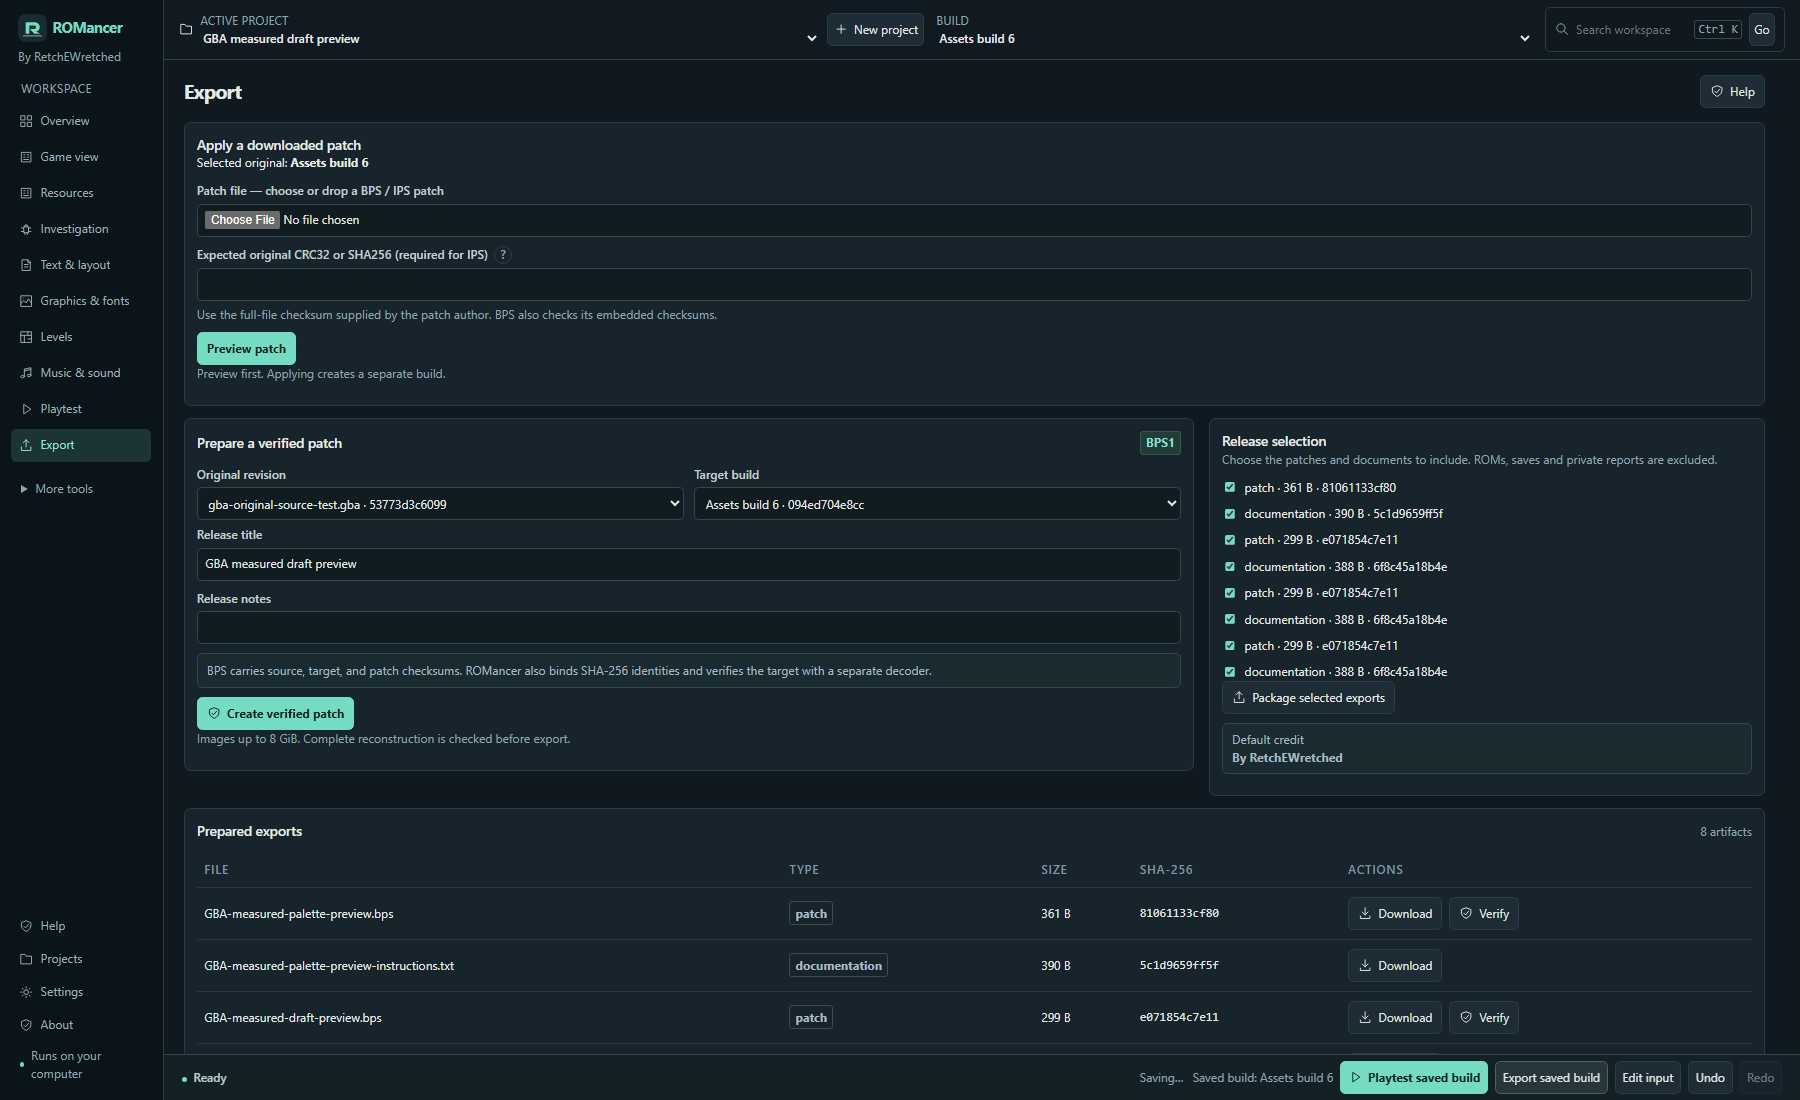 ROMancer
By RetchEWretched
WORKSPACE
Overview
Game view
Resources
Investigation
Text & layout
Graphics & fonts
Levels
Music & sound
Playtest
Export
More tools
Help
Projects
Settings
About
Runs on your
computer
ACTIVE PROJECT
GBA measured draft preview
New project
BUILD
Assets build 6
Search workspace
Ctrl K
Go
Export
Help
Apply a downloaded patch
Selected original: Assets build 6
Patch file — choose or drop a BPS / IPS patch
Choose File No file chosen
Expected original CRC32 or SHA256 (required for IPS) ?
Use the full-file checksum supplied by the patch author. BPS also checks its embedded checksums.
Preview patch
Preview first. Applying creates a separate build.
Prepare a verified patch
BPS1
Original revision
Target build
gba-original-source-test.gba · 53773d3c6099
Assets build 6 · 094ed704e8cc
Release title
GBA measured draft preview
Release notes
BPS carries source, target, and patch checksums. ROMancer also binds SHA-256 identities and verifies the target with a separate decoder.
Create verified patch
Images up to 8 GiB. Complete reconstruction is checked before export.
Release selection
Choose the patches and documents to include. ROMs, saves and private reports are excluded.
patch · 361 B · 81061133cf80
documentation · 390 B · 5c1d9659ff5f
patch · 299 B · e071854c7e11
documentation · 388 B · 6f8c45a18b4e
patch · 299 B · e071854c7e11
documentation · 388 B · 6f8c45a18b4e
patch · 299 B · e071854c7e11
documentation · 388 B · 6f8c45a18b4e
Package selected exports
Default credit
By RetchEWretched
Prepared exports
8 artifacts
FILE TYPE SIZE SHA-256 ACTIONS
GBA-measured-palette-preview.bps patch 361 B 81061133cf80 Download Verify
GBA-measured-palette-preview-instructions.txt documentation 390 B 5c1d9659ff5f Download
GBA-measured-draft-preview.bps patch 299 B e071854c7e11 Download Verify
Ready
Saving... Saved build: Assets build 6 Playtest saved build Export saved build Edit input Undo Redo